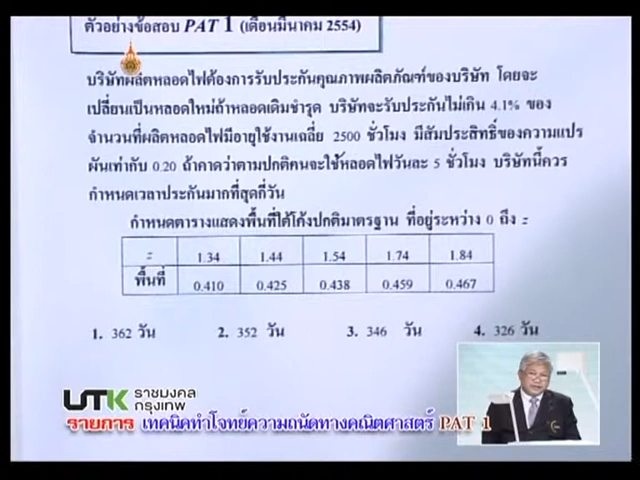 ตัวอย่างข้อสอบ PAT 1 (เดือนมีนาคม 2554)
บริษัทผลิตหลอดไฟต้องการรับประกันคุณภาพผลิตภัณฑ์ของบริษัท โดยจะ
เปลี่ยนเป็นหลอดใหม่ถ้าหลอดเดิมชำรุด บริษัทจะรับประกันไม่เกิน 4.1% ของ
จำนวนที่ผลิตหลอดไฟมีอายุใช้งานเฉลี่ย 2500 ชั่วโมง มีสัมประสิทธิ์ของความแปร
ผันเท่ากับ 0.20 ถ้าคาดว่าตามปกติคนจะใช้หลอดไฟวันละ 5 ชั่วโมง บริษัทนี้ควร
กำหนดเวลาประกันมากที่สุดกี่วัน
กำหนดตารางแสดงพื้นที่ใต้โค้งปกติมาตรฐาน ที่อยู่ระหว่าง 0 ถึง z
z 1.34 1.44 1.54 1.74 1.84
พื้นที่ 0.410 0.425 0.438 0.459 0.467
1. 362 วัน 2. 352 วัน 3. 346 วัน 4. 326 วัน
UTK ราชมงคล
กรุงเทพ
รายการ เทคนิคทำโจทย์ความถนัดทางคณิตศาสตร์ PAT 1